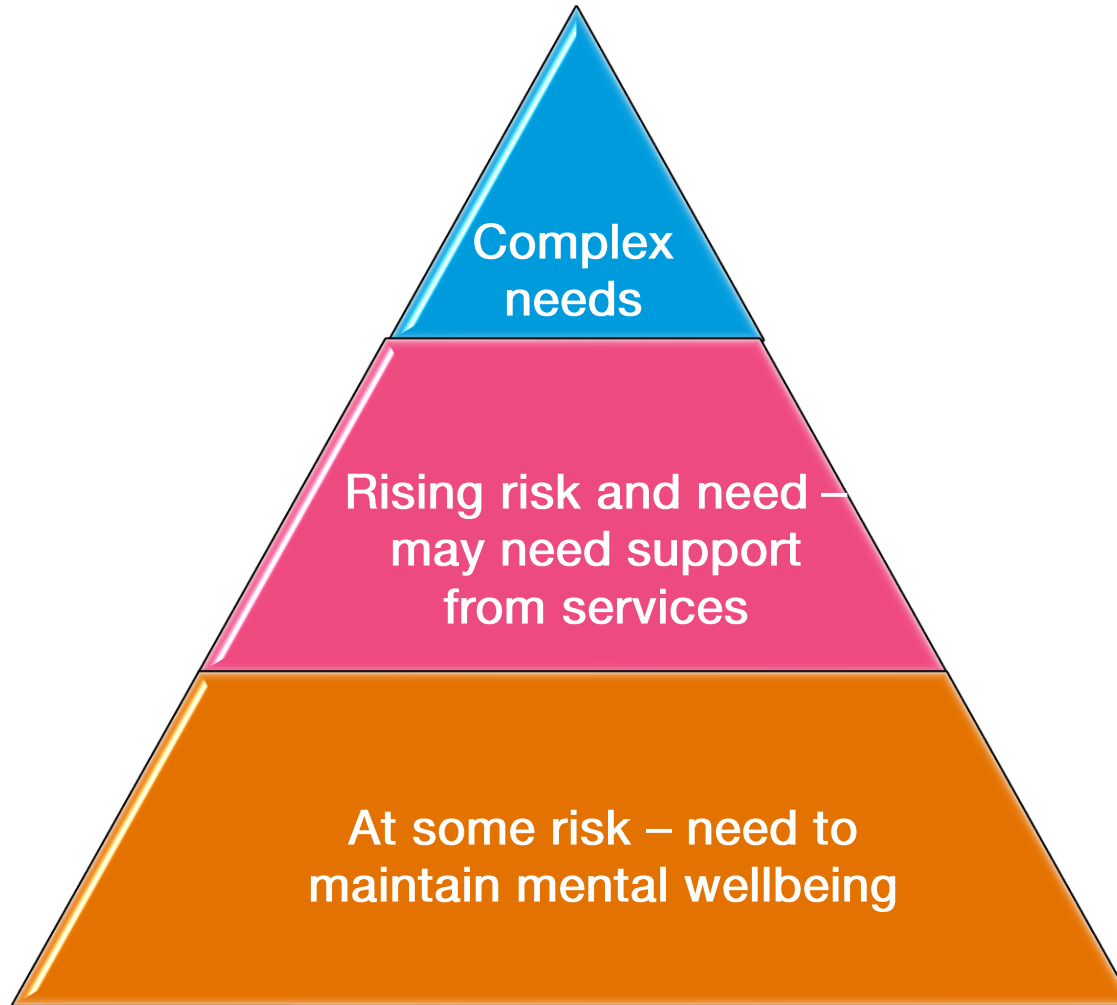 Complex
needs
Rising risk and need –
may need support
from services
At some risk – need to
maintain mental wellbeing